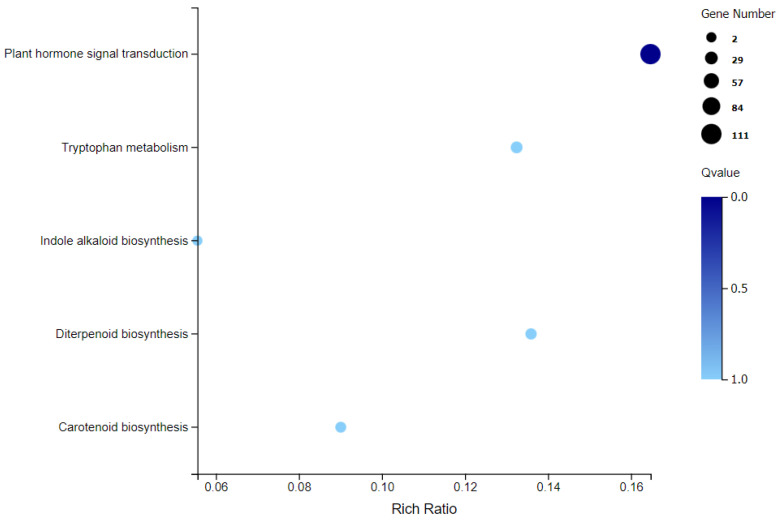 Plant hormone signal transduction
Tryptophan metabolism
Indole alkaloid biosynthesis
Diterpenoid biosynthesis
Carotenoid biosynthesis
0.06 0.08 0.10 0.12 0.14 0.16
Rich Ratio
Gene Number
2
29
57
84
111
Qvalue
0.0
0.5
1.0